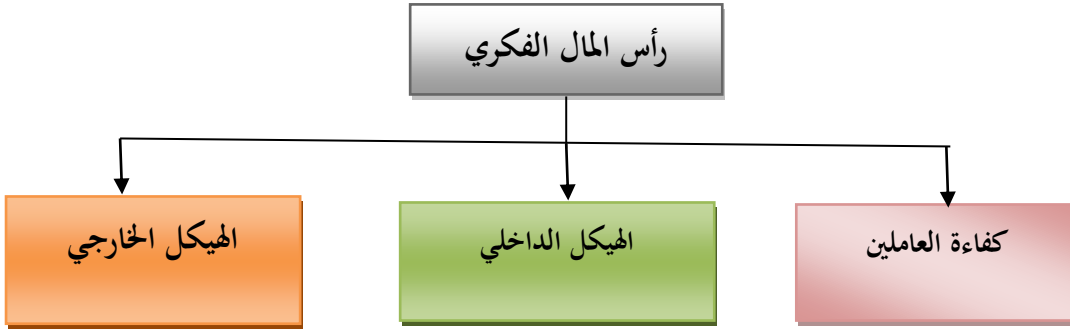 رأس المال الفكري
كفاءة العاملين
الهيكل الداخلي
الهيكل الخارجي